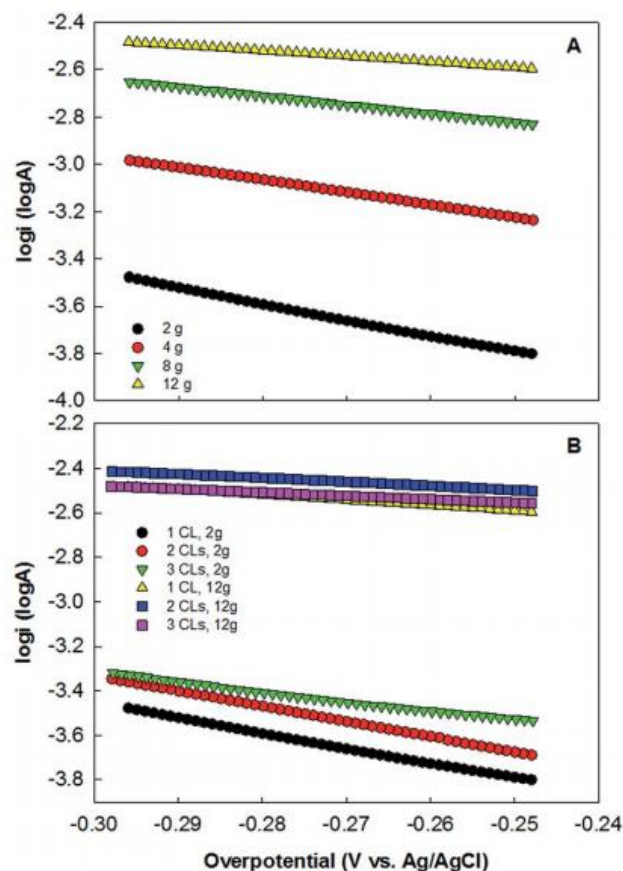 A
-2.4
-2.6
-2.8
-3.0
-3.2
-3.4
-3.6
-3.8
-4.0
logi (logA)
2 g
4 g
8 g
12 g
B
-2.2
-2.4
-2.6
-2.8
-3.0
-3.2
-3.4
-3.6
-3.8
logi (logA)
1 CL, 2g
2 CLs, 2g
3 CLs, 2g
1 CL, 12g
2 CLs, 12g
3 CLs, 12g
-0.30 -0.29 -0.28 -0.27 -0.26 -0.25 -0.24
Overpotential (V vs. Ag/AgCl)